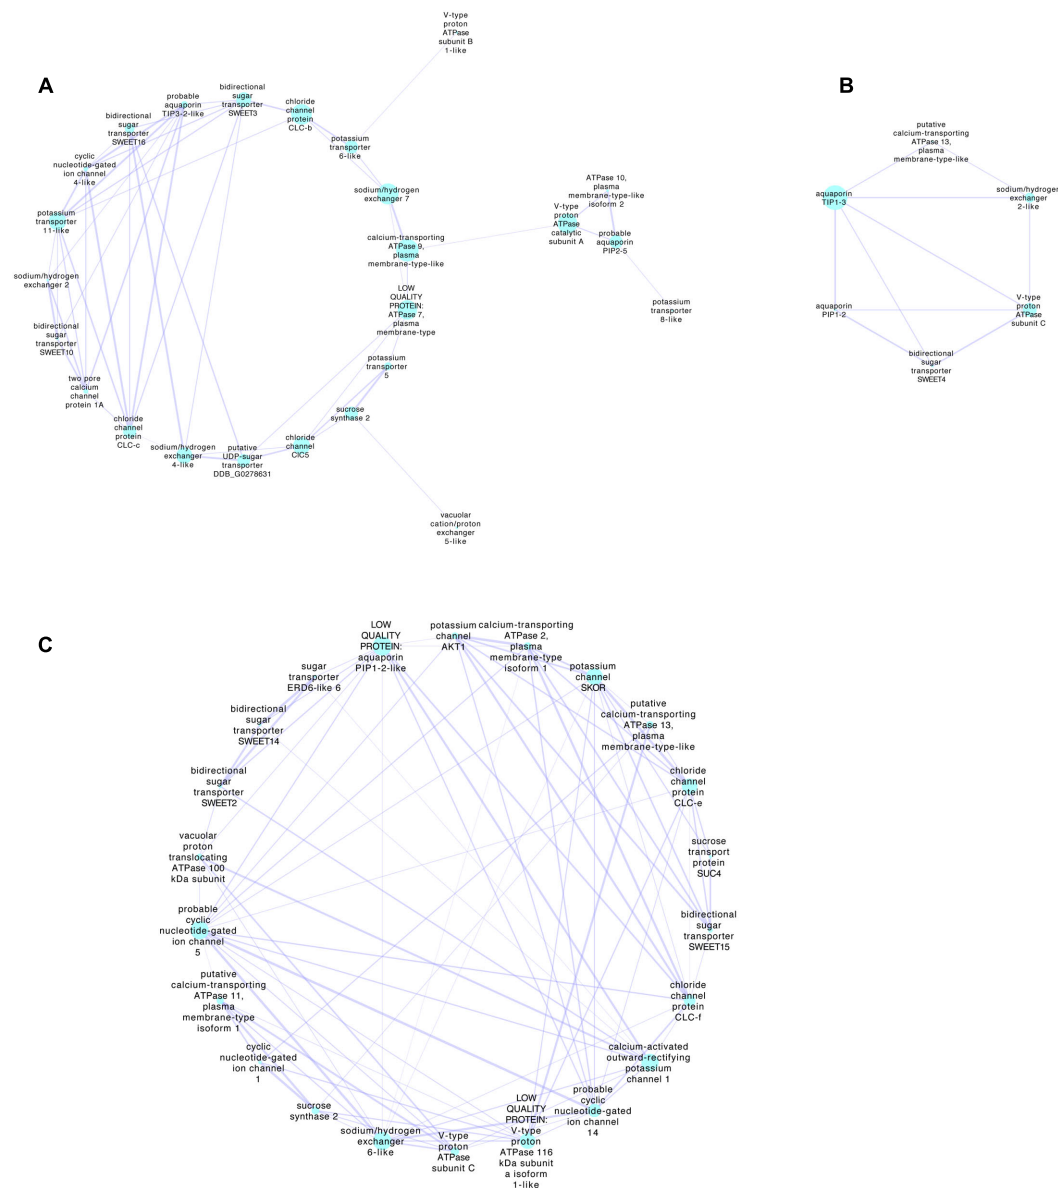 A
V-type
proton
ATPase
subunit B
1-like
bidirectional
sugar
transporter
SWEET3
probable
aquaporin
TIP3-2-like
chloride
channel
protein
CLC-b
bidirectional
sugar
transporter
SWEET16
potassium
transporter
6-like
cyclic
nucleotide-gated
ion channel
4-like
sodium/hydrogen
exchanger 7
potassium
transporter
11-like
calcium-transporting
ATPase 9,
plasma
membrane-type-like
ATPase 10,
plasma
membrane-type-like
isoform 2
V-type
proton
ATPase
catalytic
subunit A
probable
aquaporin
PIP2-5
sodium/hydrogen
exchanger 2
LOW
QUALITY
PROTEIN:
ATPase 7,
plasma
membrane-type
potassium
transporter
8-like
bidirectional
sugar
transporter
SWEET10
potassium
transporter
5
two pore
calcium
channel
protein 1A
sucrose
synthase 2
chloride
channel
protein
CLC-c
sodium/hydrogen
exchanger
4-like
putative
UDP-sugar
transporter
DDB_G0278631
chloride
channel
ClC5
vacuolar
cation/proton
exchanger
5-like
B
putative
calcium-transporting
ATPase 13,
plasma
membrane-type-like
aquaporin
TIP1-3
sodium/hydrogen
exchanger
2-like
aquaporin
PIP1-2
V-type
proton
ATPase
subunit C
bidirectional
sugar
transporter
SWEET4
C
LOW
QUALITY
PROTEIN:
aquaporin
PIP1-2-like
potassium
channel
AKT1
calcium-transporting
ATPase 2,
plasma
membrane-type
isoform 1
sugar
transporter
ERD6-like 6
potassium
channel
SKOR
bidirectional
sugar
transporter
SWEET14
putative
calcium-transporting
ATPase 13,
plasma
membrane-type-like
bidirectional
sugar
transporter
SWEET2
chloride
channel
protein
CLC-e
vacuolar
proton
translocating
ATPase 100
kDa subunit
sucrose
transport
protein
SUC4
probable
cyclic
nucleotide-gated
ion channel
5
bidirectional
sugar
transporter
SWEET15
putative
calcium-transporting
ATPase 11,
plasma
membrane-type
isoform 1
chloride
channel
protein
CLC-f
cyclic
nucleotide-gated
ion channel
1
calcium-activated
outward-rectifying
potassium
channel 1
sucrose
synthase 2
probable
cyclic
nucleotide-gated
ion channel
14
sodium/hydrogen
exchanger
6-like
V-type
proton
ATPase
subunit C
LOW
QUALITY
PROTEIN:
V-type
proton
ATPase 116
kDa subunit
a isoform
1-like